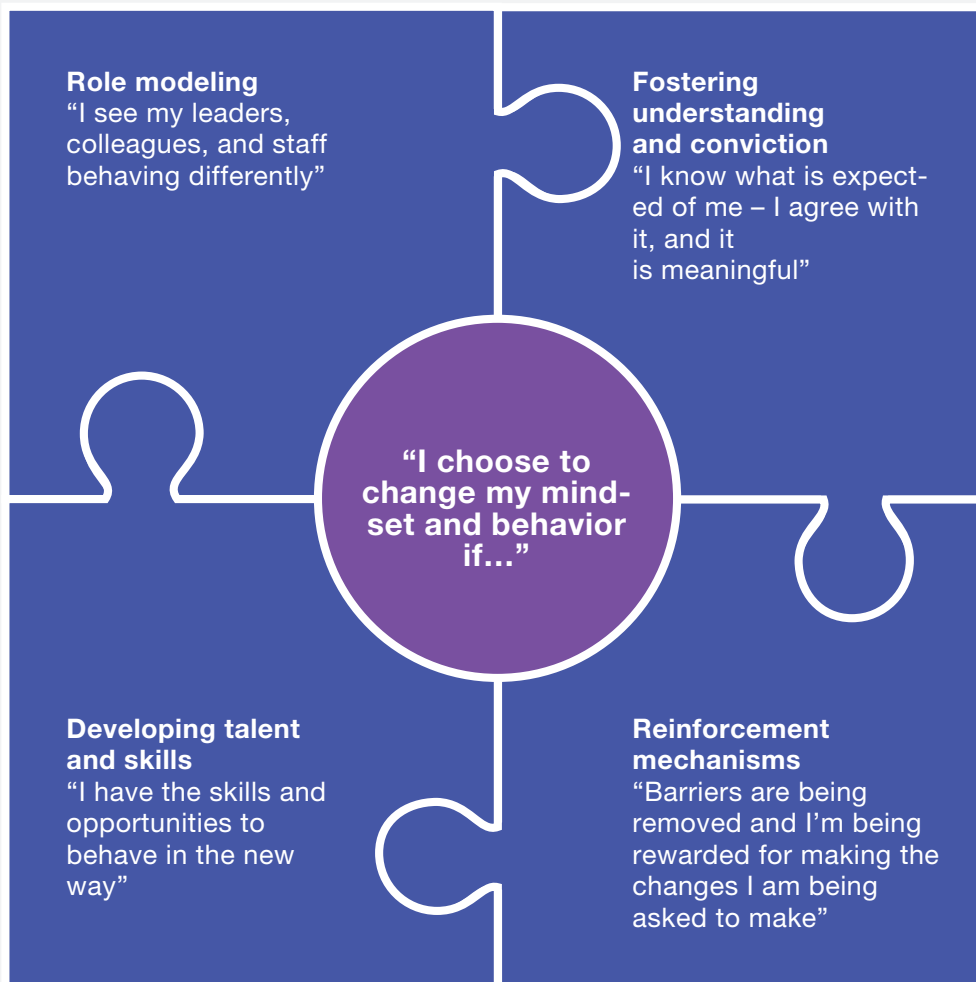 Role modeling
“I see my leaders,
colleagues, and staff
behaving differently”
Fostering
understanding
and conviction
“I know what is expect-
ed of me – I agree with
it, and it
is meaningful”
“I choose to
change my mind-
set and behavior
if...”
Developing talent
and skills
“I have the skills and
opportunities to
behave in the new
way”
Reinforcement
mechanisms
“Barriers are being
removed and I’m being
rewarded for making the
changes I am being
asked to make”